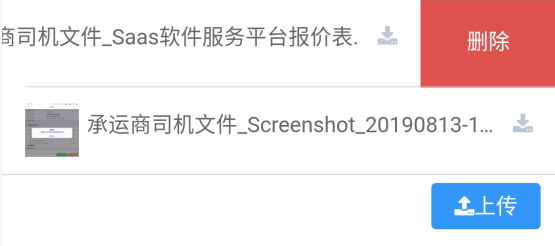 商司机文件_Saas软件服务平台报价表.
删除
承运商司机文件_Screenshot_20190813-1...
上传